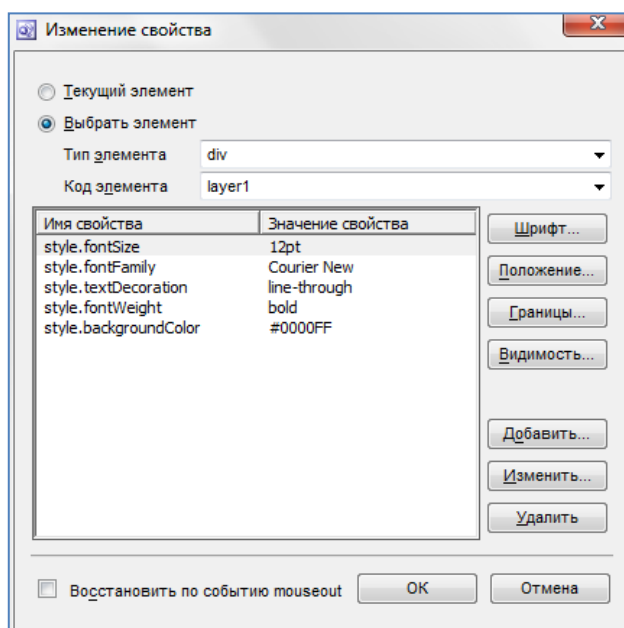 Изменение свойства
Текущий элемент
Выбрать элемент
Тип элемента div
Код элемента layer1
Имя свойства Значение свойства
style.fontSize 12pt
style.fontFamily Courier New
style.textDecoration line-through
style.fontWeight bold
style.backgroundColor #0000FF
Шрифт...
Положение...
Границы...
Видимость...
Добавить...
Изменить...
Удалить
Восстановить по событию mouseout OK Отмена